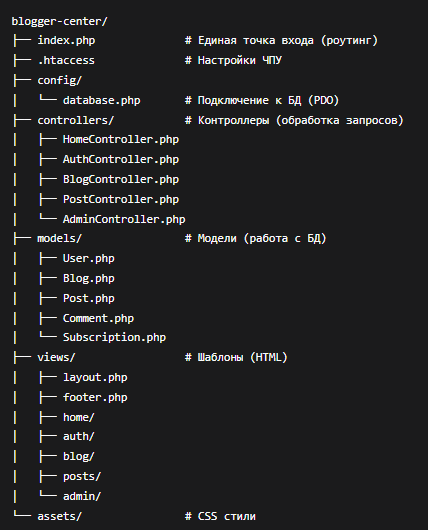 blogger-center/
├── index.php              # Единая точка входа (роутинг)
├── .htaccess              # Настройки ЧПУ
├── config/
│   └── database.php       # Подключение к БД (PDO)
├── controllers/           # Контроллеры (обработка запросов)
│   ├── HomeController.php
│   ├── AuthController.php
│   ├── BlogController.php
│   ├── PostController.php
│   └── AdminController.php
├── models/                # Модели (работа с БД)
│   ├── User.php
│   ├── Blog.php
│   ├── Post.php
│   ├── Comment.php
│   └── Subscription.php
├── views/                 # Шаблоны (HTML)
│   ├── layout.php
│   ├── footer.php
│   ├── home/
│   ├── auth/
│   ├── blog/
│   ├── posts/
│   └── admin/
└── assets/                # CSS стили